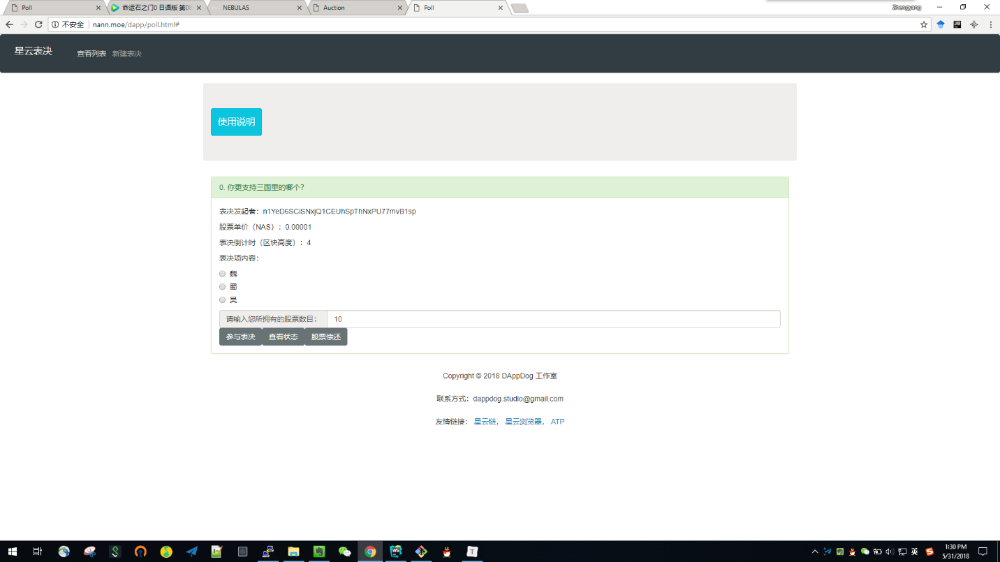 Poll
命运石之门0 日语版 第08
NEBULAS
Auction
Poll
Zhengyang
不安全
nann.moe/dapp/poll.html#
星云表决
查看列表
新建表决
使用说明
0. 你更支持三国里的哪个?
表决发起者：n1YeD6SCiSNxjQ1CEUhSpThNxPU77mvB1sp
股票单价（NAS）：0.00001
表决倒计时（区块高度）：4
表决项内容：
魏
蜀
吴
请输入您所拥有的股票数目： 10
参与表决 查看状态 股票偿还
Copyright © 2018 DAppDog 工作室
联系方式：dappdog.studio@gmail.com
友情链接： 星云链， 星云浏览器， ATP
英
1:30 PM
5/31/2018